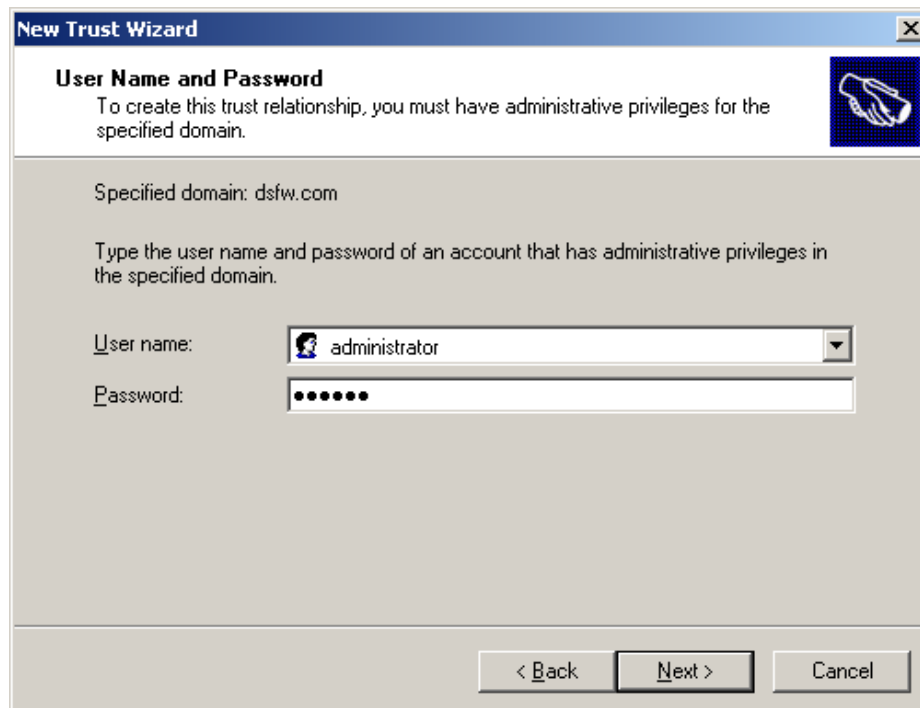 New Trust Wizard
User Name and Password
To create this trust relationship, you must have administrative privileges for the
specified domain.
Specified domain: dsfw.com
Type the user name and password of an account that has administrative privileges in
the specified domain.
User name: administrator
Password: ●●●●●●
< Back Next > Cancel